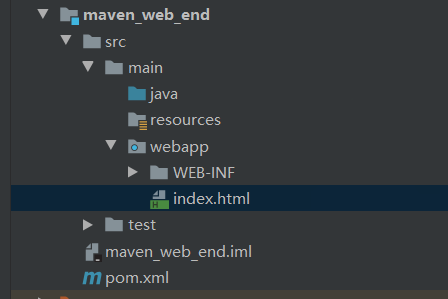 maven_web_end
src
main
java
resources
webapp
WEB-INF
index.html
test
maven_web_end.iml
pom.xml